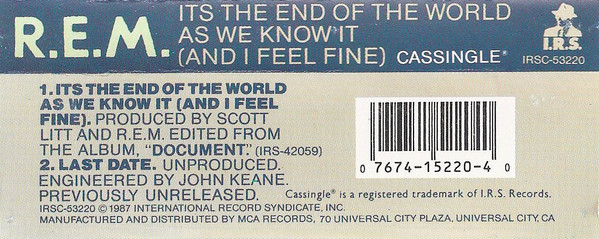 R.E.M.
ITS THE END OF THE WORLD
AS WE KNOW IT
(AND I FEEL FINE) CASSINGLE®
I.R.S.
IRSC-53220
1. ITS THE END OF THE WORLD
AS WE KNOW IT (AND I FEEL
FINE). PRODUCED BY SCOTT
LITT AND R.E.M. EDITED FROM
THE ALBUM, "DOCUMENT." (IRS-42059)
2. LAST DATE. UNPRODUCED.
ENGINEERED BY JOHN KEANE.
PREVIOUSLY UNRELEASED.
0 7674-15220-4 0
Cassingle® is a registered trademark of I.R.S. Records.
IRSC-53220 ©1987 INTERNATIONAL RECORD SYNDICATE, INC.
MANUFACTURED AND DISTRIBUTED BY MCA RECORDS, 70 UNIVERSAL CITY PLAZA, UNIVERSAL CITY, CA